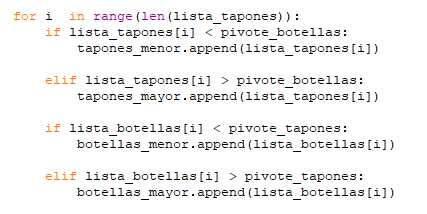 for i  in range(len(lista_tapones)):
    if lista_tapones[i] < pivote_botellas:
        tapones_menor.append(lista_tapones[i])

    elif lista_tapones[i] > pivote_botellas:
        tapones_mayor.append(lista_tapones[i])

    if lista_botellas[i] < pivote_tapones:
        botellas_menor.append(lista_botellas[i])

    elif lista_botellas[i] > pivote_tapones:
        botellas_mayor.append(lista_botellas[i])